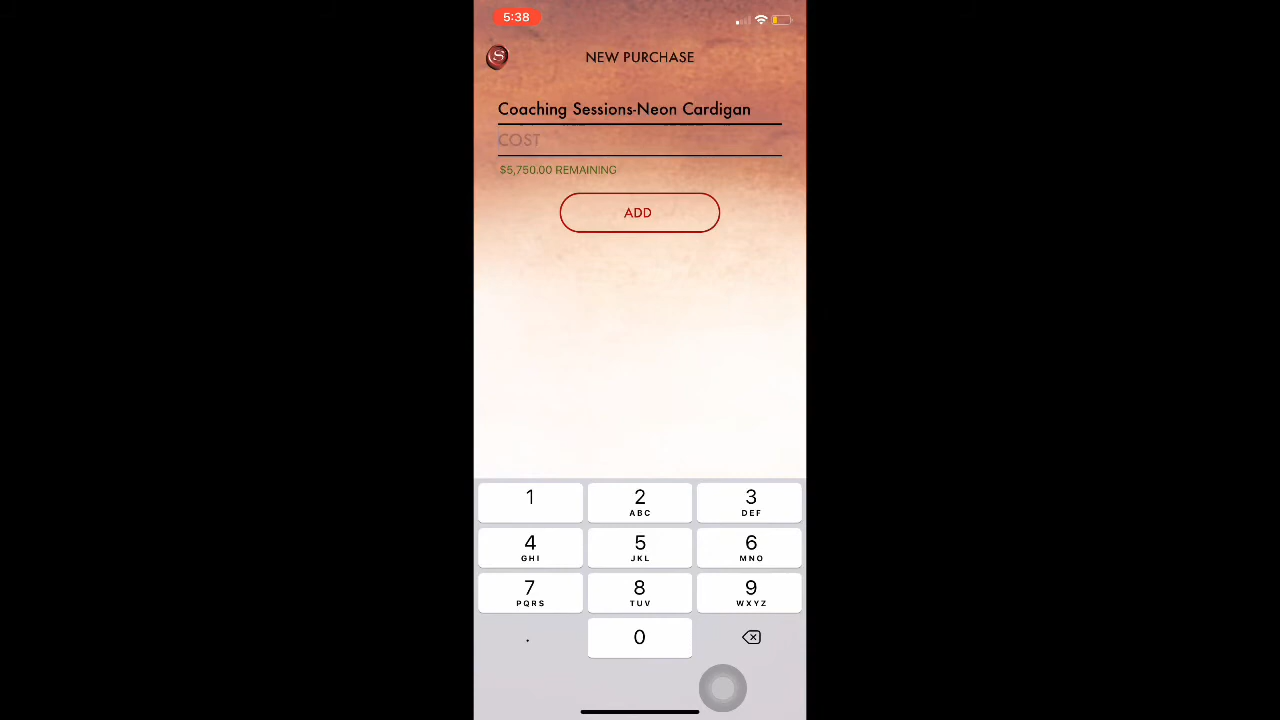 5:38
S
NEW PURCHASE
Coaching Sessions-Neon Cardigan
COST
$5,750.00 REMAINING
ADD
1 2 3
ABC DEF
4 5 6
GHI JKL MNO
7 8 9
PQRS TUV WXYZ
. 0